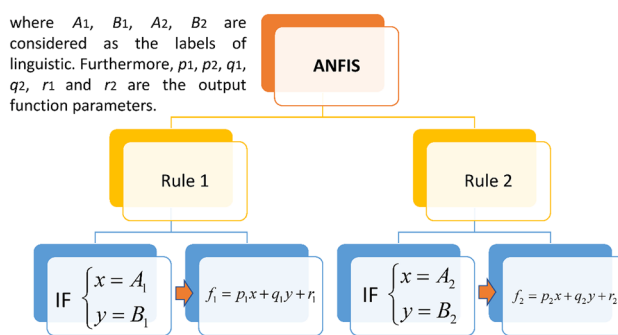 where A₁, B₁, A₂, B₂ are
considered as the labels of
linguistic. Furthermore, p₁, p₂, q₁,
q₂, r₁ and r₂ are the output
function parameters.
ANFIS
Rule 1
Rule 2
IF { x = A₁
y = B₁
f₁ = p₁x + q₁y + r₁
IF { x = A₂
y = B₂
f₂ = p₂x + q₂y + r₂